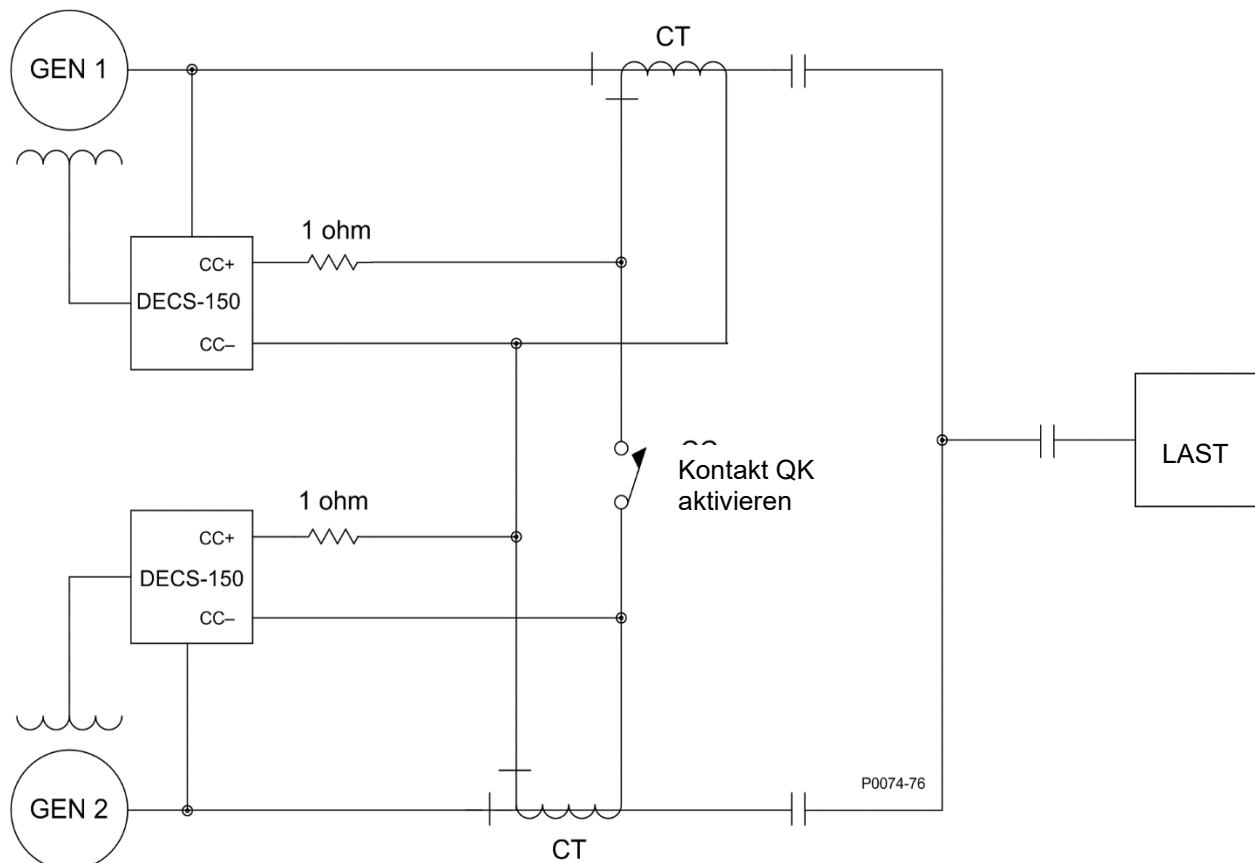 CT
GEN 1
1 ohm
CC+
DECS-150
CC–
Kontakt QK
aktivieren
LAST
1 ohm
CC+
DECS-150
CC–
P0074-76
GEN 2
CT